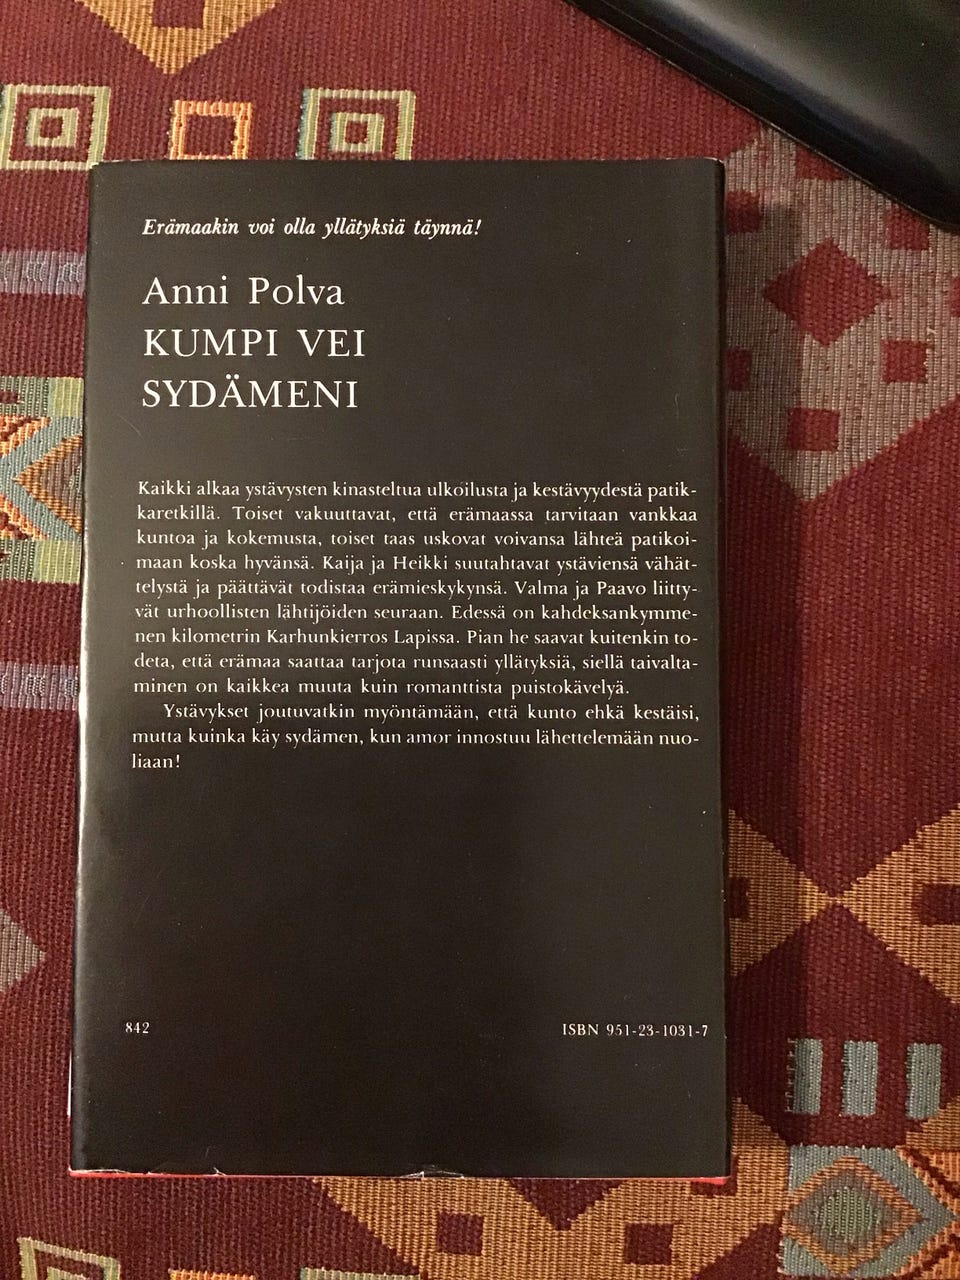 Erämaakin voi olla yllätyksiä täynnä!
Anni Polva
KUMPI VEI
SYDÄMENI
Kaikki alkaa ystävysten kinasteltua ulkoilusta ja kestävyydestä patik-
karetkillä. Toiset vakuuttavat, että erämaassa tarvitaan vankkaa
kuntoa ja kokemusta, toiset taas uskovat voivansa lähteä patikoi-
maan koska hyvänsä. Kaija ja Heikki suutahtavat ystäviensä vähät-
telystä ja päättävät todistaa erämieskykynsä. Valma ja Paavo liitty-
vät urhoollisten lähtijöiden seuraan. Edessä on kahdeksankymme-
nen kilometrin Karhunkierros Lapissa. Pian he saavat kuitenkin to-
deta, että erämaa saattaa tarjota runsaasti yllätyksiä, siellä taivalta-
minen on kaikkea muuta kuin romanttista puistokävelyä.
Ystävykset joutuvatkin myöntämään, että kunto ehkä kestäisi,
mutta kuinka käy sydämen, kun amor innostuu lähettelemään nuo-
liaan!
842
ISBN 951-23-1031-7